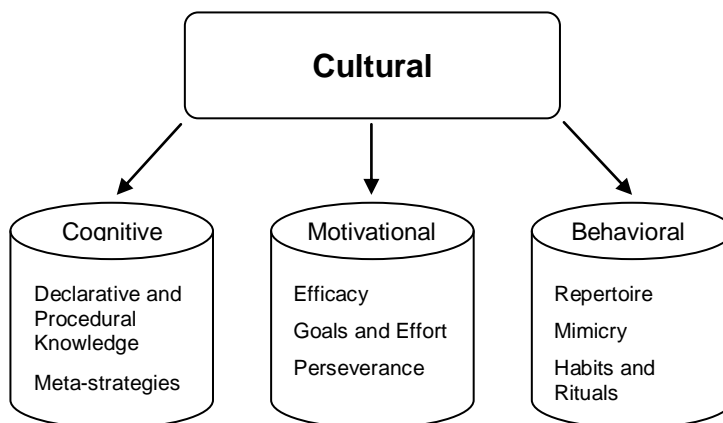 Cultural
Cognitive
Motivational
Behavioral
Declarative and
Procedural
Knowledge
Meta-strategies
Efficacy
Goals and Effort
Perseverance
Repertoire
Mimicry
Habits and
Rituals